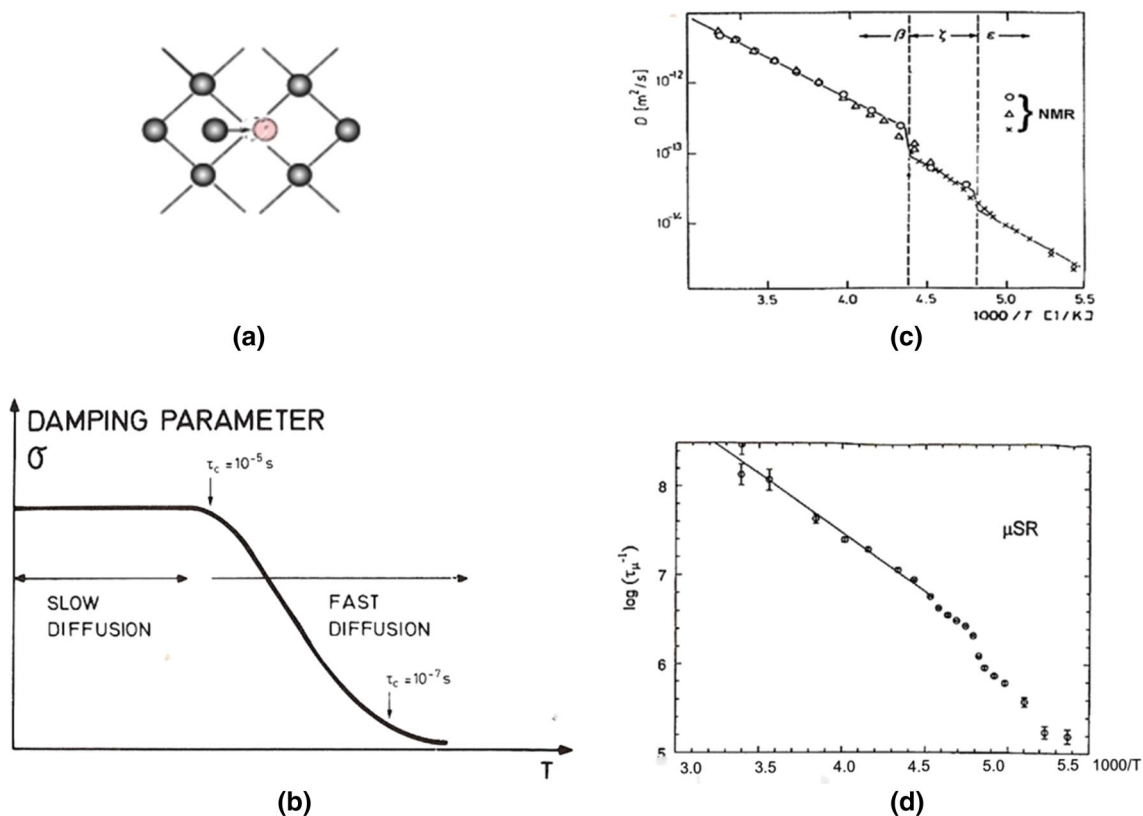 (a)
β ζ ε
D [m²/s]
10⁻¹²
10⁻¹³
10⁻¹⁴
NMR
3.5 4.0 4.5 5.0 5.5
1000/T [1/K]
(c)
DAMPING PARAMETER
σ
τc = 10⁻⁵ s
SLOW
DIFFUSION
FAST
DIFFUSION
τc = 10⁻⁷ s
T
(b)
log (τμ⁻¹)
8
7
6
5
μSR
3.0 3.5 4.0 4.5 5.0 5.5 1000/T
(d)